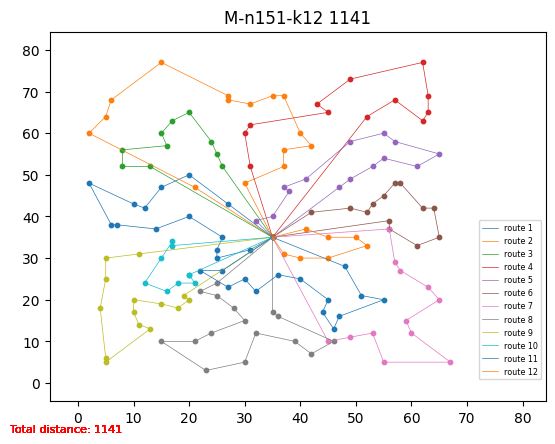 M-n151-k12 1141
80
70
60
50
40
30
20
10
0
0 10 20 30 40 50 60 70 80
route 1
route 2
route 3
route 4
route 5
route 6
route 7
route 8
route 9
route 10
route 11
route 12
Total distance: 1141